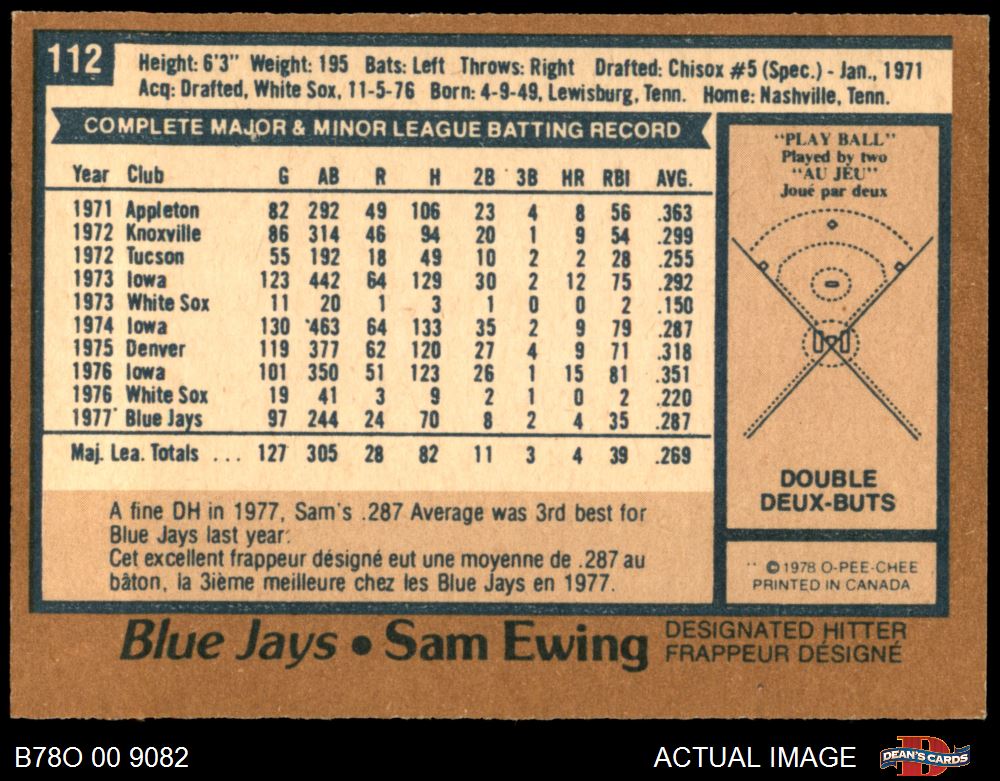 112
Height: 6'3" Weight: 195 Bats: Left Throws: Right Drafted: Chisox #5 (Spec.) - Jan., 1971
Acq: Drafted, White Sox, 11-5-76 Born: 4-9-49, Lewisburg, Tenn. Home: Nashville, Tenn.
COMPLETE MAJOR & MINOR LEAGUE BATTING RECORD
Year Club G AB R H 2B 3B HR RBI AVG.
1971 Appleton 82 292 49 106 23 4 8 56 .363
1972 Knoxville 86 314 46 94 20 1 9 54 .299
1972 Tucson 55 192 18 49 10 2 2 28 .255
1973 Iowa 123 442 64 129 30 2 12 75 .292
1973 White Sox 11 20 1 3 1 0 0 2 .150
1974 Iowa 130 463 64 133 35 2 9 79 .287
1975 Denver 119 377 62 120 27 4 9 71 .318
1976 Iowa 101 350 51 123 26 1 15 81 .351
1976 White Sox 19 41 3 9 2 1 0 2 .220
1977 Blue Jays 97 244 24 70 8 2 4 35 .287
Maj. Lea. Totals ... 127 305 28 82 11 3 4 39 .269
A fine DH in 1977, Sam's .287 Average was 3rd best for
Blue Jays last year.
Cet excellent frappeur désigné eut une moyenne de .287 au
bâton, la 3ième meilleure chez les Blue Jays en 1977.
"PLAY BALL"
Played by two
"AU JEU"
Joué par deux
DOUBLE
DEUX-BUTS
©1978 O-PEE-CHEE
PRINTED IN CANADA
Blue Jays • Sam Ewing
DESIGNATED HITTER
FRAPPEUR DÉSIGNÉ
B78O 00 9082
ACTUAL IMAGE
DEAN'S CARDS